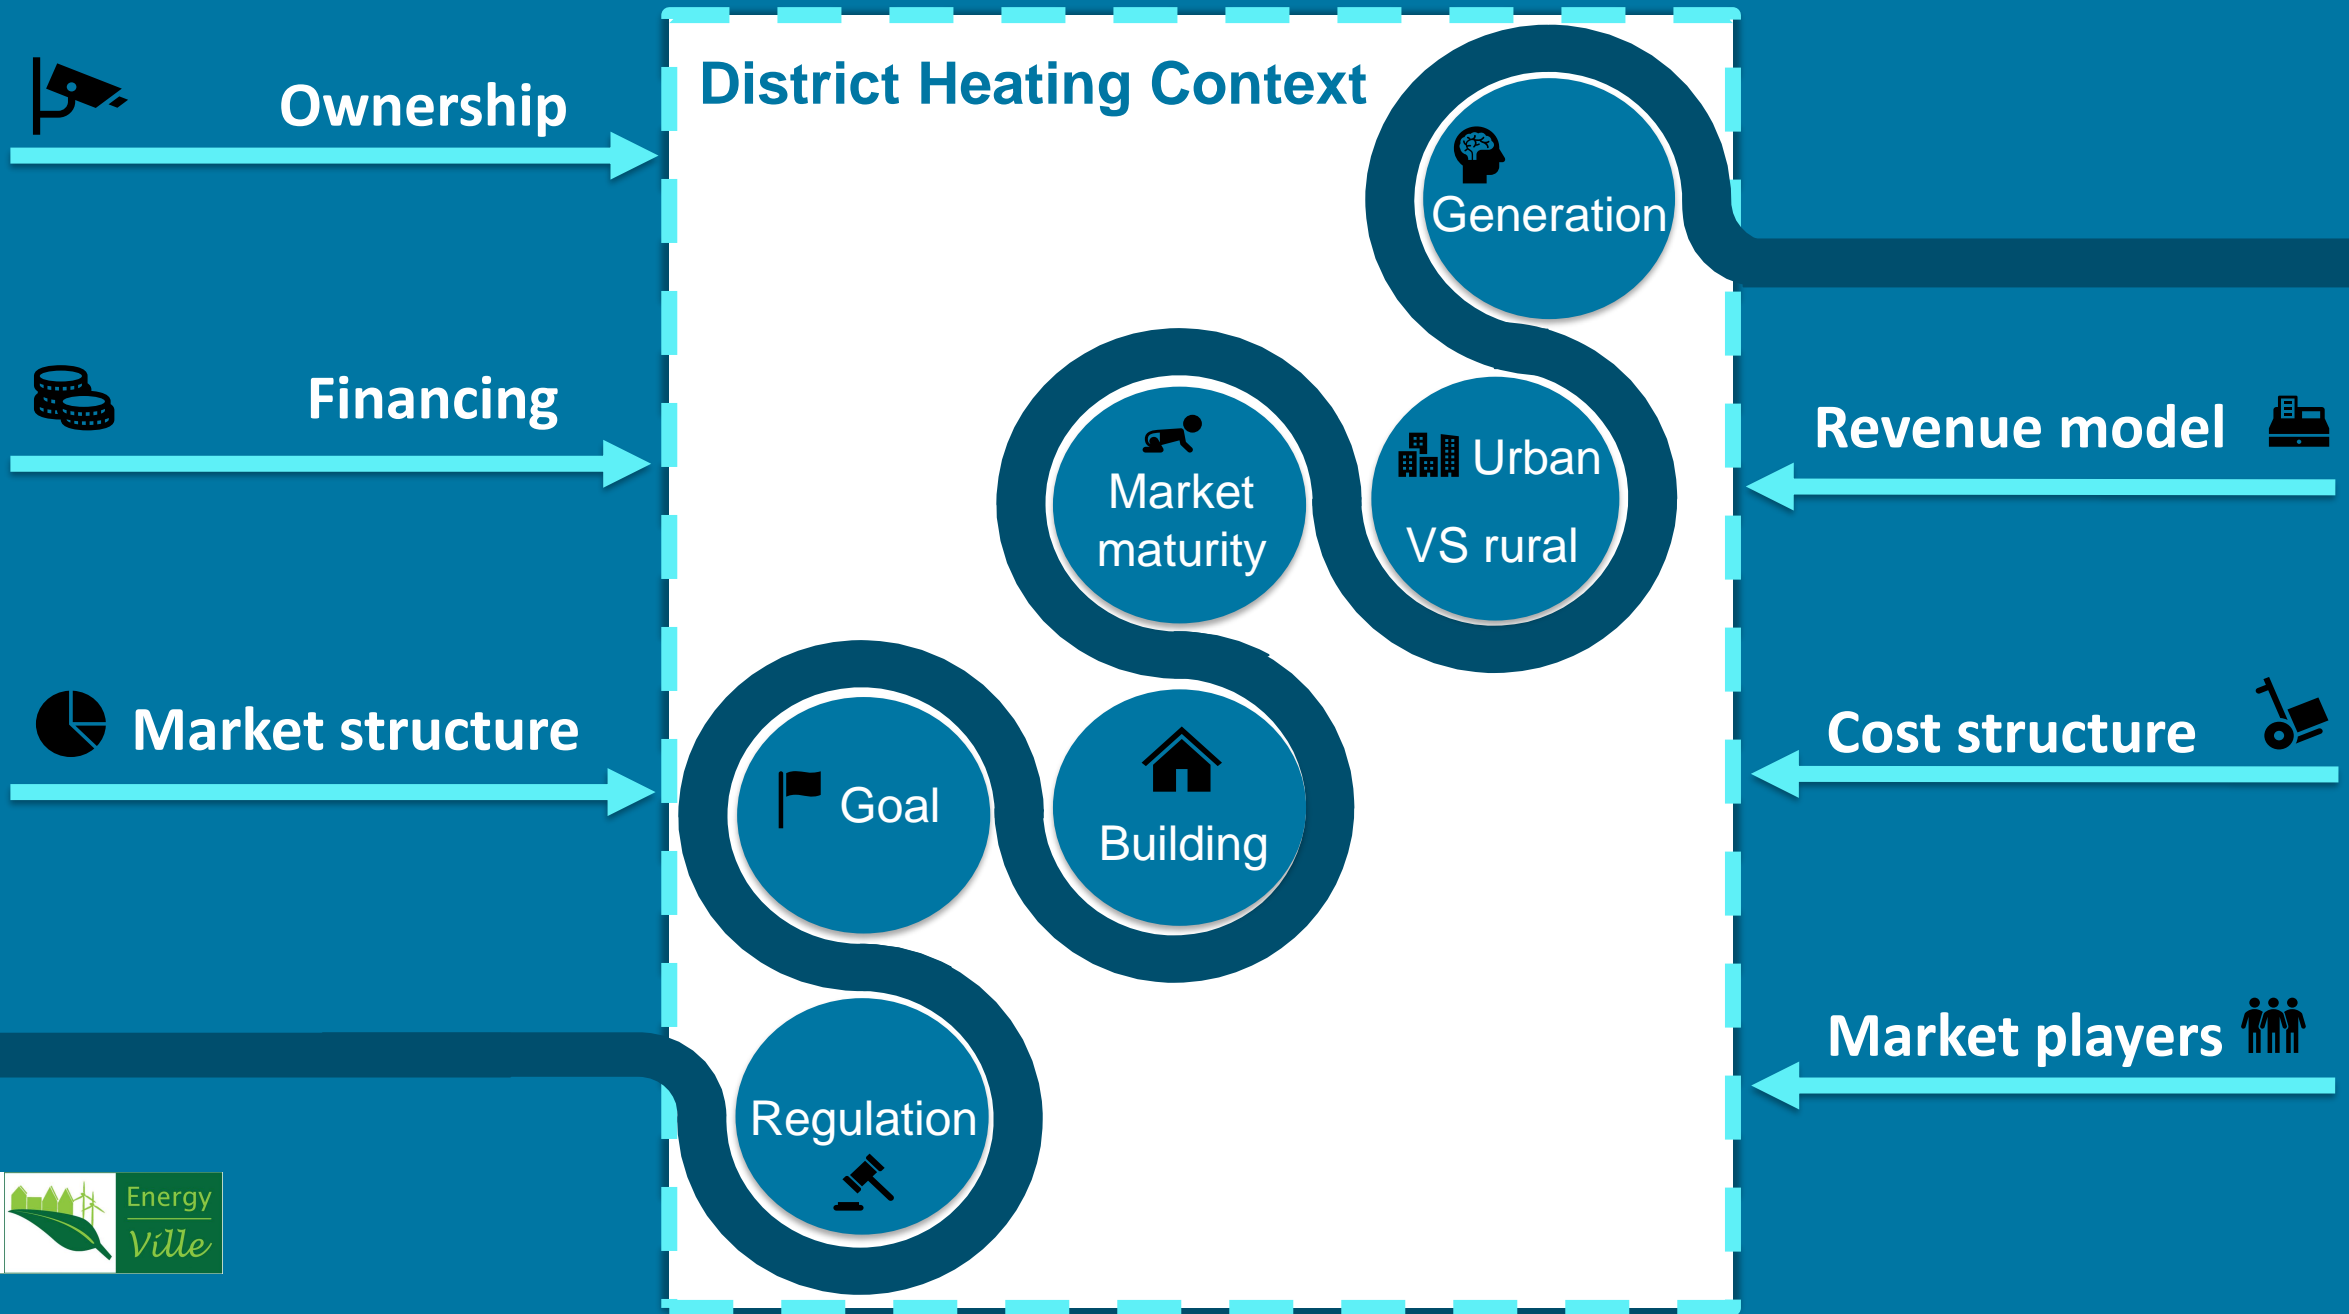 District Heating Context
Ownership
Financing
Market structure
Generation
Urban
VS rural
Market
maturity
Building
Goal
Regulation
Revenue model
Cost structure
Market players
Energy
Ville